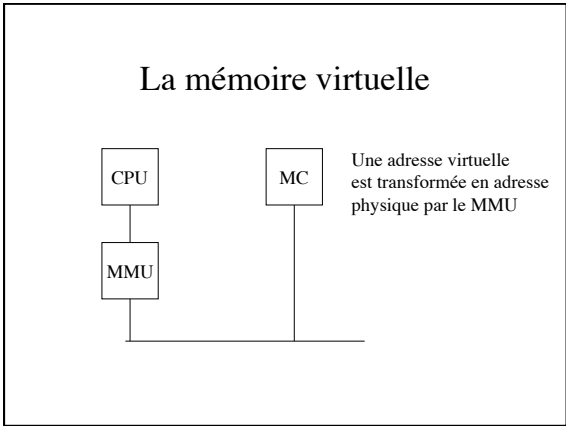 La mémoire virtuelle
CPU
MC
MMU
Une adresse virtuelle
est transformée en adresse
physique par le MMU